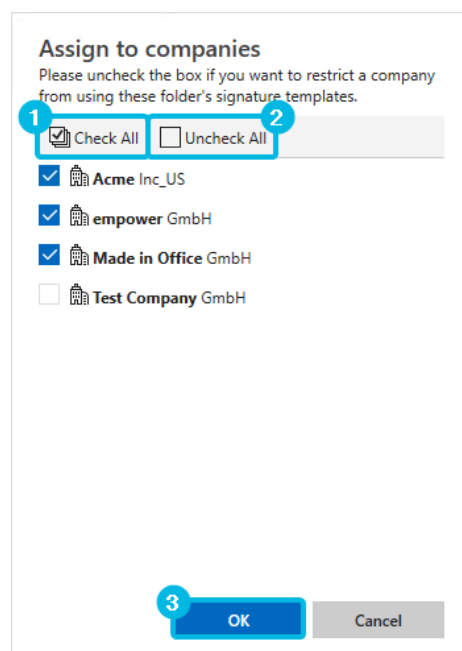 Assign to companies
Please uncheck the box if you want to restrict a company
from using these folder's signature templates.
1
2
Check All
Uncheck All
Acme Inc_US
empower GmbH
Made in Office GmbH
Test Company GmbH
3
OK
Cancel